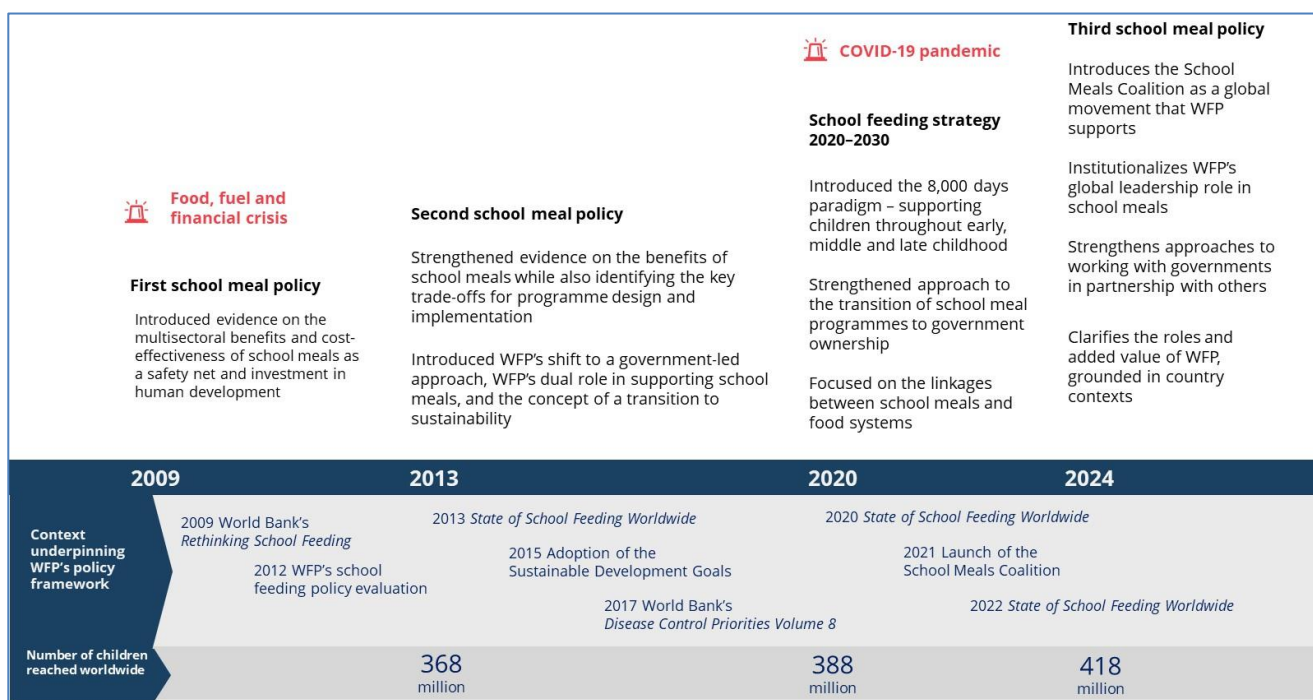 Food, fuel and
financial crisis
First school meal policy
Introduced evidence on the
multisectoral benefits and cost-
effectiveness of school meals as
a safety net and investment in
human development
Second school meal policy
Strengthened evidence on the benefits of
school meals while also identifying the key
trade-offs for programme design and
implementation
Introduced WFP’s shift to a government-led
approach, WFP’s dual role in supporting school
meals, and the concept of a transition to
sustainability
COVID-19 pandemic
School feeding strategy
2020–2030
Introduced the 8,000 days
paradigm – supporting
children throughout early,
middle and late childhood
Strengthened approach to
the transition of school meal
programmes to government
ownership
Focused on the linkages
between school meals and
food systems
Third school meal policy
Introduces the School
Meals Coalition as a global
movement that WFP
supports
Institutionalizes WFP’s
global leadership role in
school meals
Strengthens approaches to
working with governments
in partnership with others
Clarifies the roles and
added value of WFP,
grounded in country
contexts
2009
2013
2020
2024
Context
underpinning
WFP’s policy
framework
2009 World Bank’s
Rethinking School Feeding
2012 WFP’s school
feeding policy evaluation
2013 State of School Feeding Worldwide
2015 Adoption of the
Sustainable Development Goals
2017 World Bank’s
Disease Control Priorities Volume 8
2020 State of School Feeding Worldwide
2021 Launch of the
School Meals Coalition
2022 State of School Feeding Worldwide
Number of children
reached worldwide
368
million
388
million
418
million